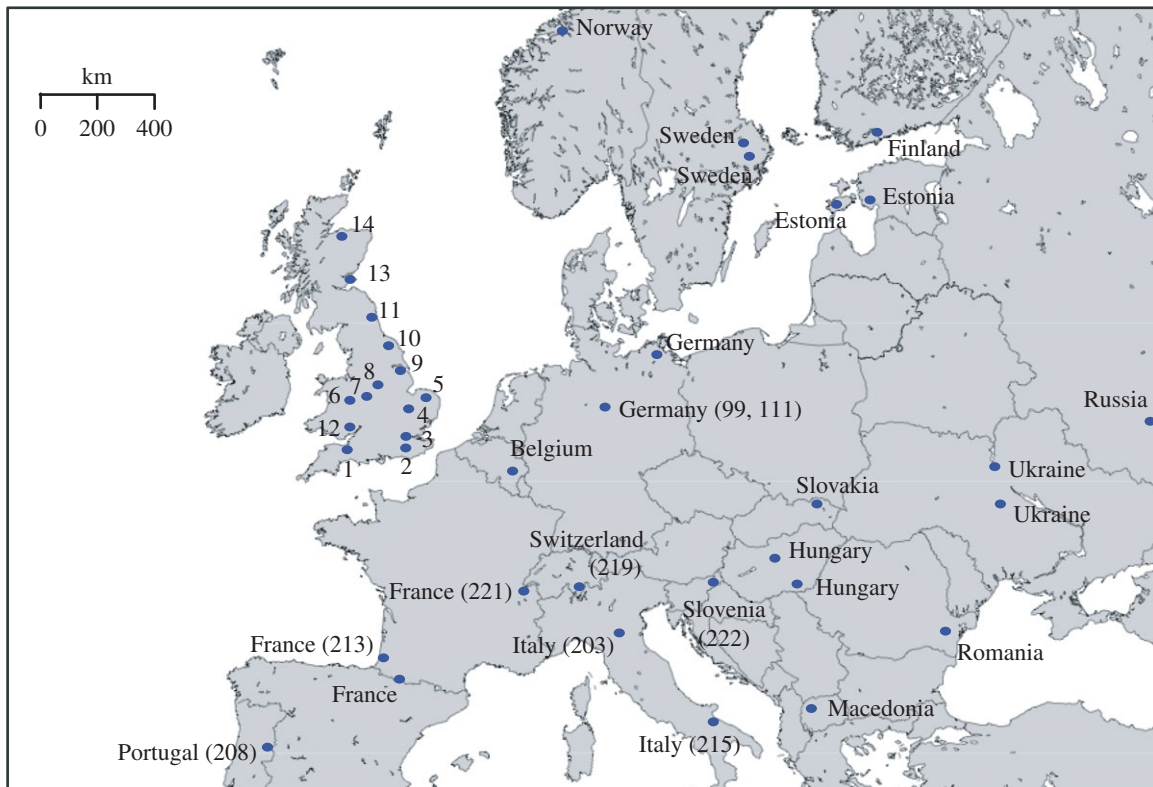 Norway
km
0 200 400
Sweden
Sweden
Finland
Estonia
Estonia
14
13
11
10
9
8
7
6
5
4
12
3
1
2
Germany
Germany (99, 111)
Russia
Belgium
Ukraine
Slovakia
Ukraine
Switzerland
(219)
Hungary
France (221)
Hungary
Slovenia
(222)
France (213)
Italy (203)
Romania
France
Macedonia
Portugal (208)
Italy (215)